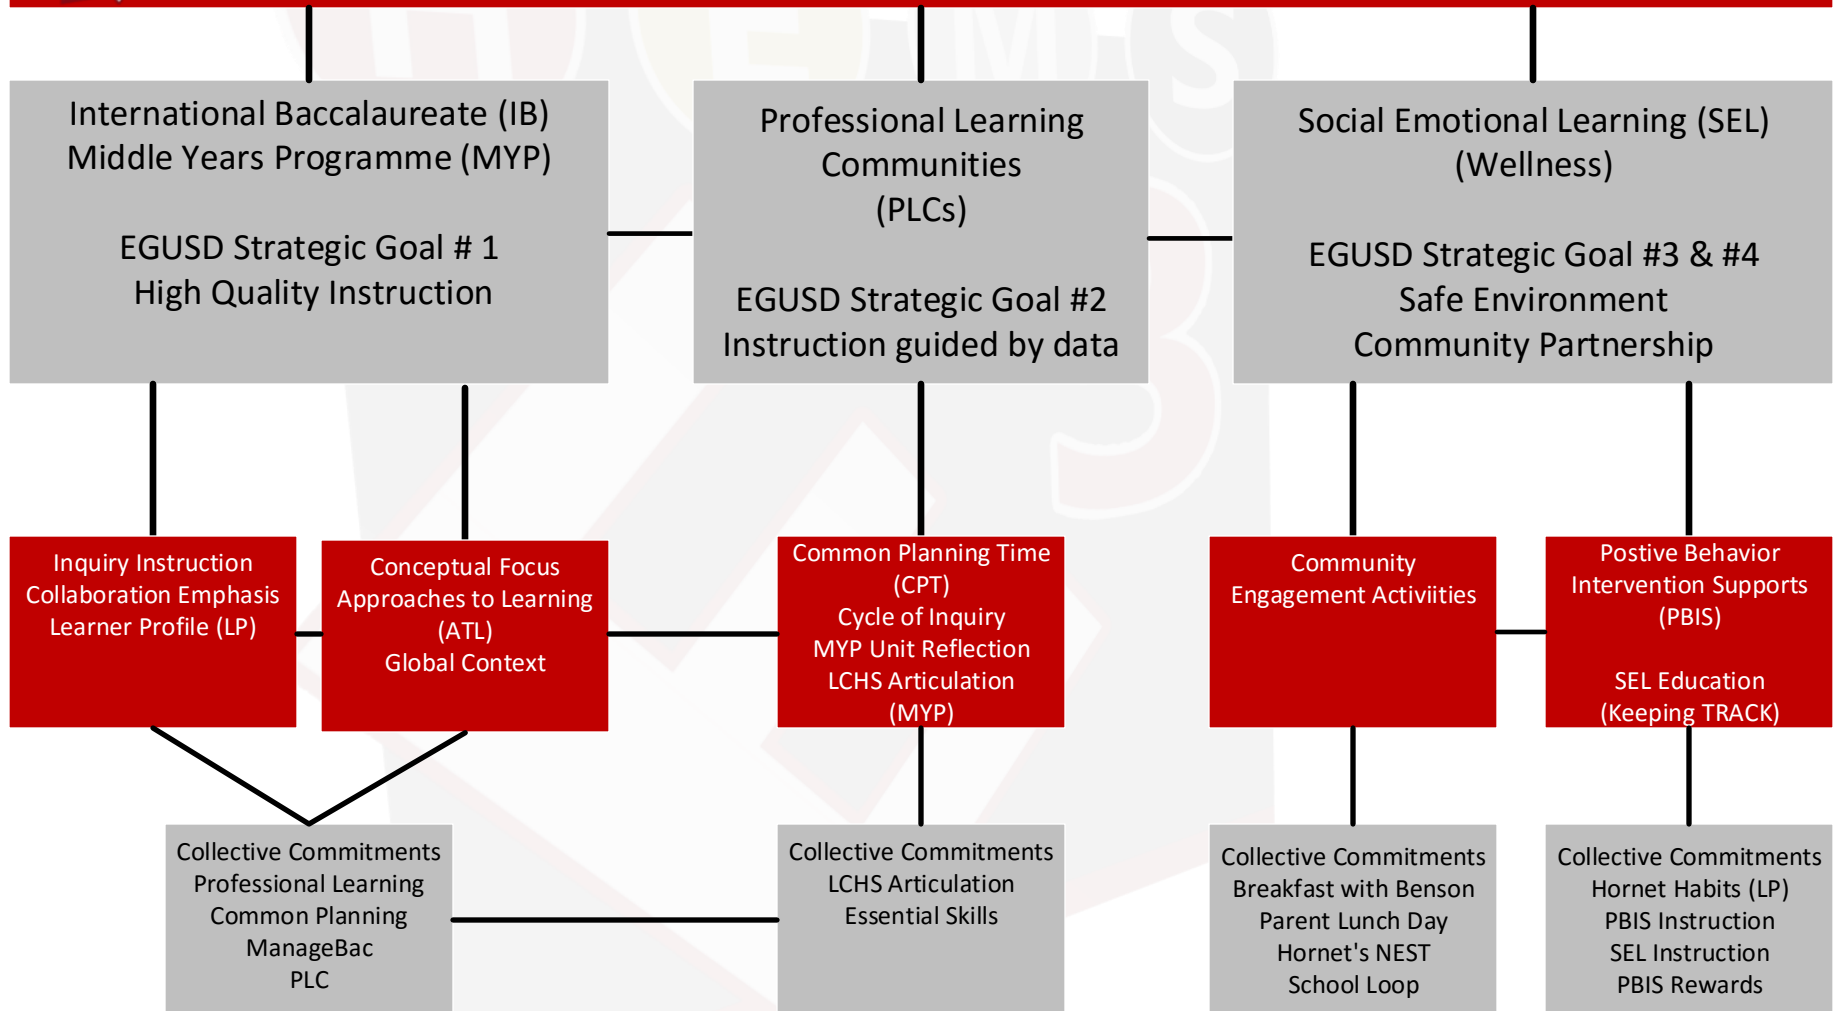 International Baccalaureate (IB)
Middle Years Programme (MYP)
EGUSD Strategic Goal # 1
High Quality Instruction
Professional Learning
Communities
(PLCs)
EGUSD Strategic Goal #2
Instruction guided by data
Social Emotional Learning (SEL)
(Wellness)
EGUSD Strategic Goal #3 & #4
Safe Environment
Community Partnership
Inquiry Instruction
Collaboration Emphasis
Learner Profile (LP)
Conceptual Focus
Approaches to Learning
(ATL)
Global Context
Common Planning Time
(CPT)
Cycle of Inquiry
MYP Unit Reflection
LCHS Articulation
(MYP)
Community
Engagement Activiities
Postive Behavior
Intervention Supports
(PBIS)
SEL Education
(Keeping TRACK)
Collective Commitments
Professional Learning
Common Planning
ManageBac
PLC
Collective Commitments
LCHS Articulation
Essential Skills
Collective Commitments
Breakfast with Benson
Parent Lunch Day
Hornet's NEST
School Loop
Collective Commitments
Hornet Habits (LP)
PBIS Instruction
SEL Instruction
PBIS Rewards